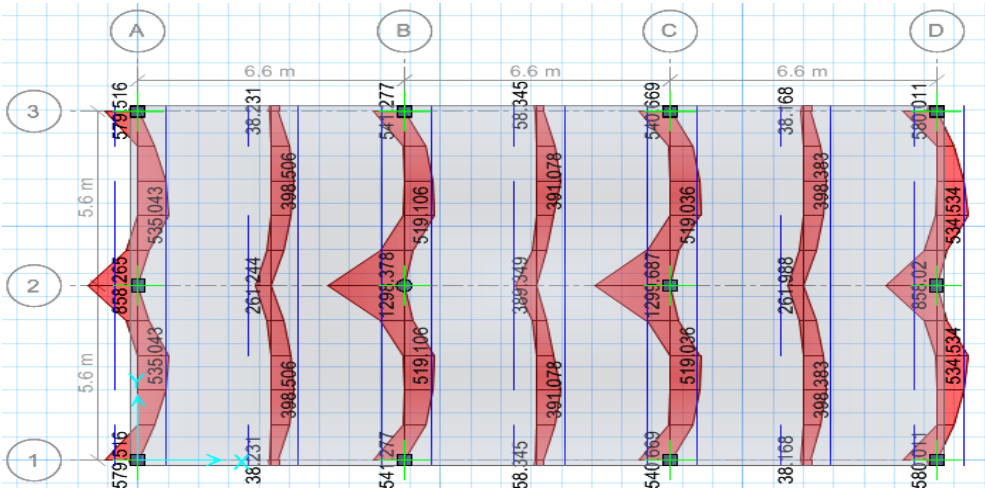 A B C D
6.6 m 6.6 m 6.6 m
3 579.516 38.231 541.277 58.345 540.669 38.168 580.011
5.6 m 535.043 398.506 519.106 391.078 519.036 398.383 534.534
2 858.265 261.244 1298.378 389.349 1299.687 261.988 858.02
5.6 m 535.043 398.506 519.106 391.078 519.036 398.383 534.534
Y
1 579.516 X 38.231 541.277 58.345 540.669 38.168 580.011